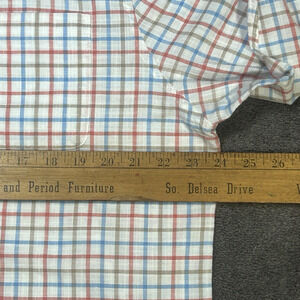 17 18 19 20 21 22 23 24 25 26
and Period Furniture So. Delsea Drive